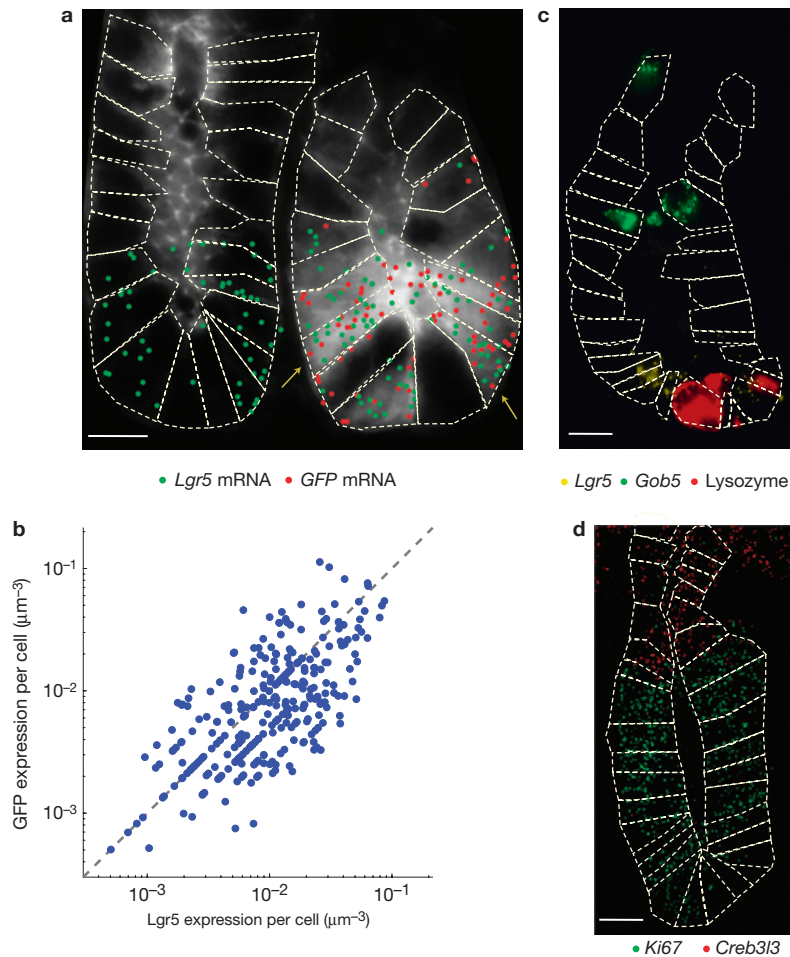 a
c
Lgr5 mRNA GFP mRNA
Lgr5 Gob5 Lysozyme
b
GFP expression per cell (μm–3)
10–1
10–2
10–3
10–3 10–2 10–1
Lgr5 expression per cell (μm–3)
d
Ki67 Creb3l3